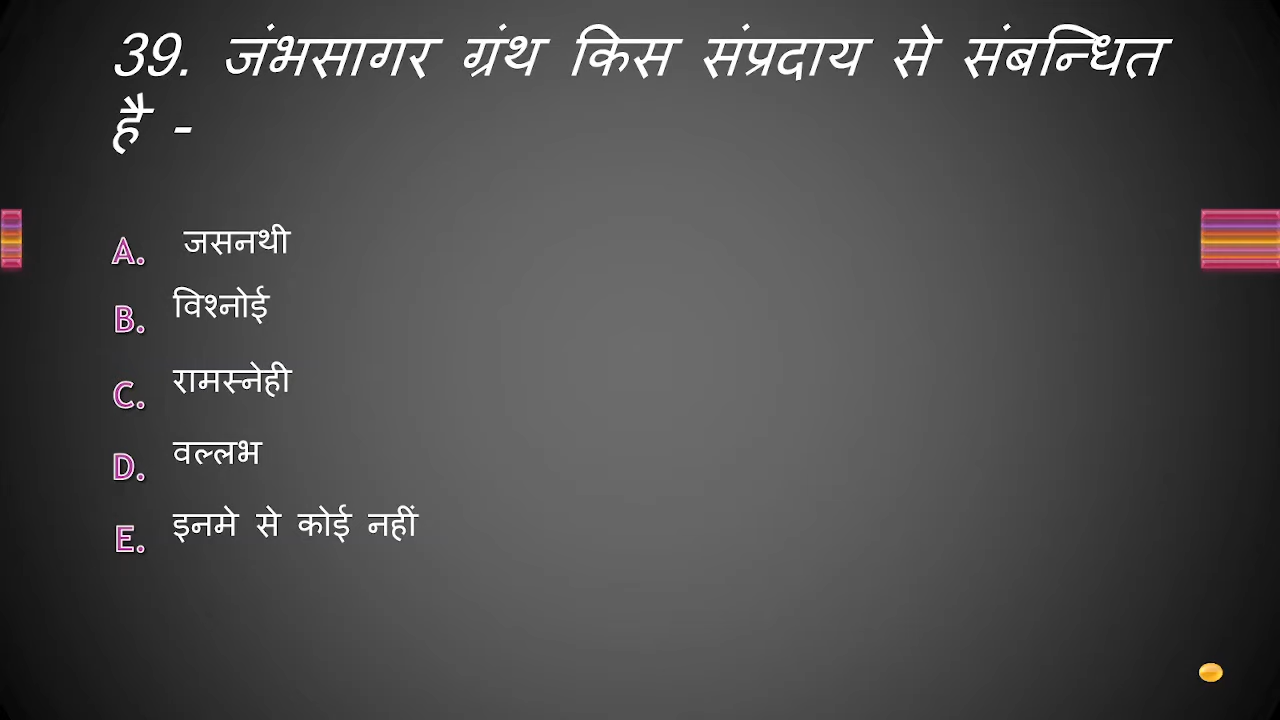 39. जंभसागर ग्रंथ किस संप्रदाय से संबन्धित
है -
A. जसनथी
B. विश्नोई
C. रामस्नेही
D. वल्लभ
E. इनमे से कोई नहीं